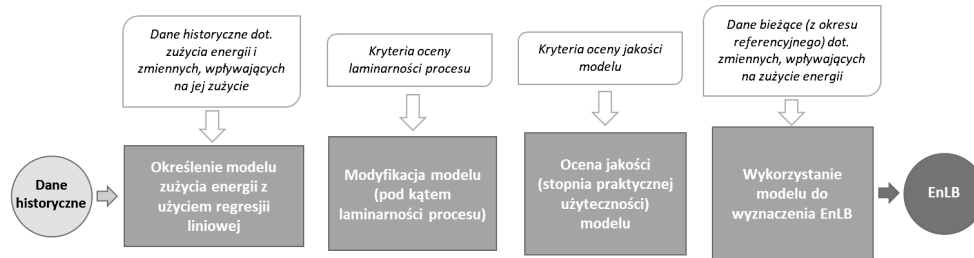 Dane historyczne dot.
zużycia energii i
zmiennych, wpływających
na jej zużycie
Kryteria oceny
laminarności procesu
Kryteria oceny jakości
modelu
Dane bieżące (z okresu
referencyjnego) dot.
zmiennych, wpływających
na zużycie energii
Dane
historyczne
Określenie modelu
zużycia energii z
użyciem regresjii
liniowej
Modyfikacja modelu
(pod kątem
laminarności procesu)
Ocena jakości
(stopnia praktycznej
użyteczności)
modelu
Wykorzystanie
modelu do
wyznaczenia EnLB
EnLB